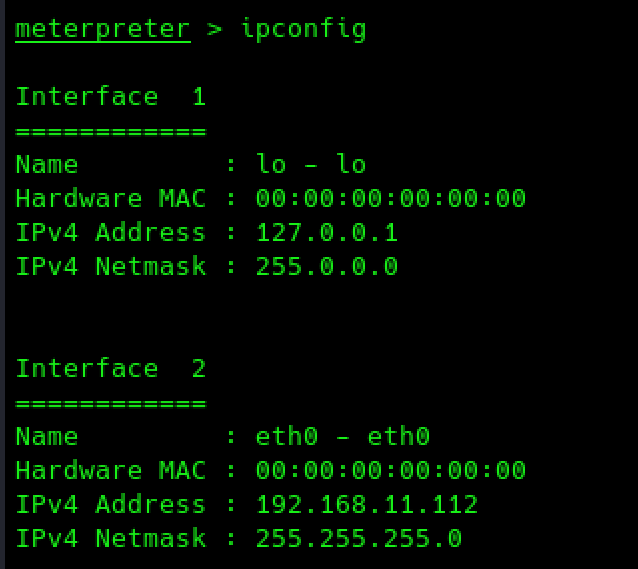 meterpreter > ipconfig
Interface  1
============
Name         : lo - lo
Hardware MAC : 00:00:00:00:00:00
IPv4 Address : 127.0.0.1
IPv4 Netmask : 255.0.0.0
Interface  2
============
Name         : eth0 - eth0
Hardware MAC : 00:00:00:00:00:00
IPv4 Address : 192.168.11.112
IPv4 Netmask : 255.255.255.0